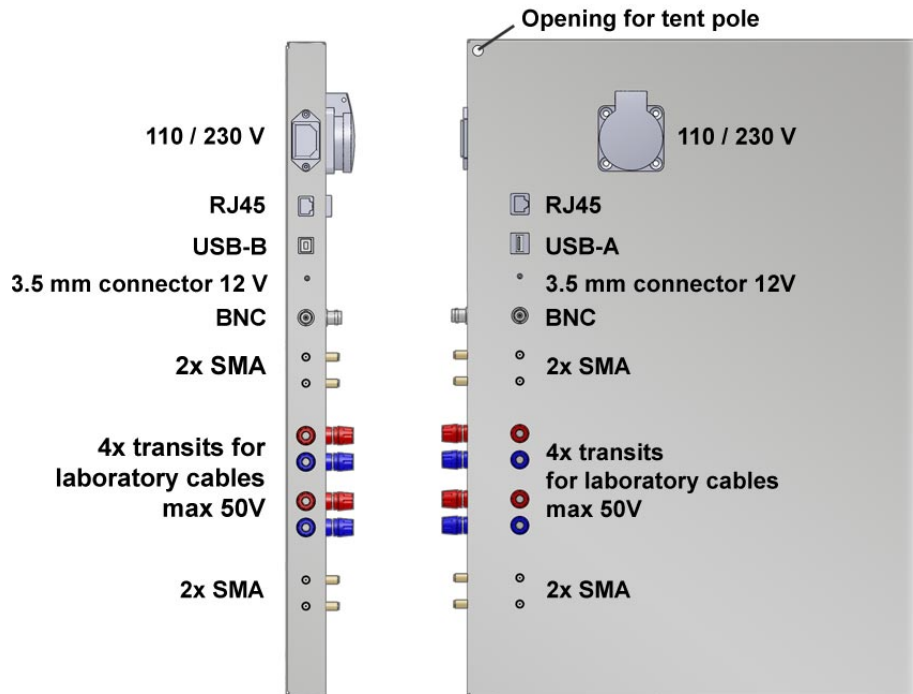 Opening for tent pole
110 / 230 V
110 / 230 V
RJ45
RJ45
USB-B
USB-A
3.5 mm connector 12 V
3.5 mm connector 12V
BNC
BNC
2x SMA
2x SMA
4x transits for
laboratory cables
max 50V
4x transits
for laboratory cables
max 50V
2x SMA
2x SMA